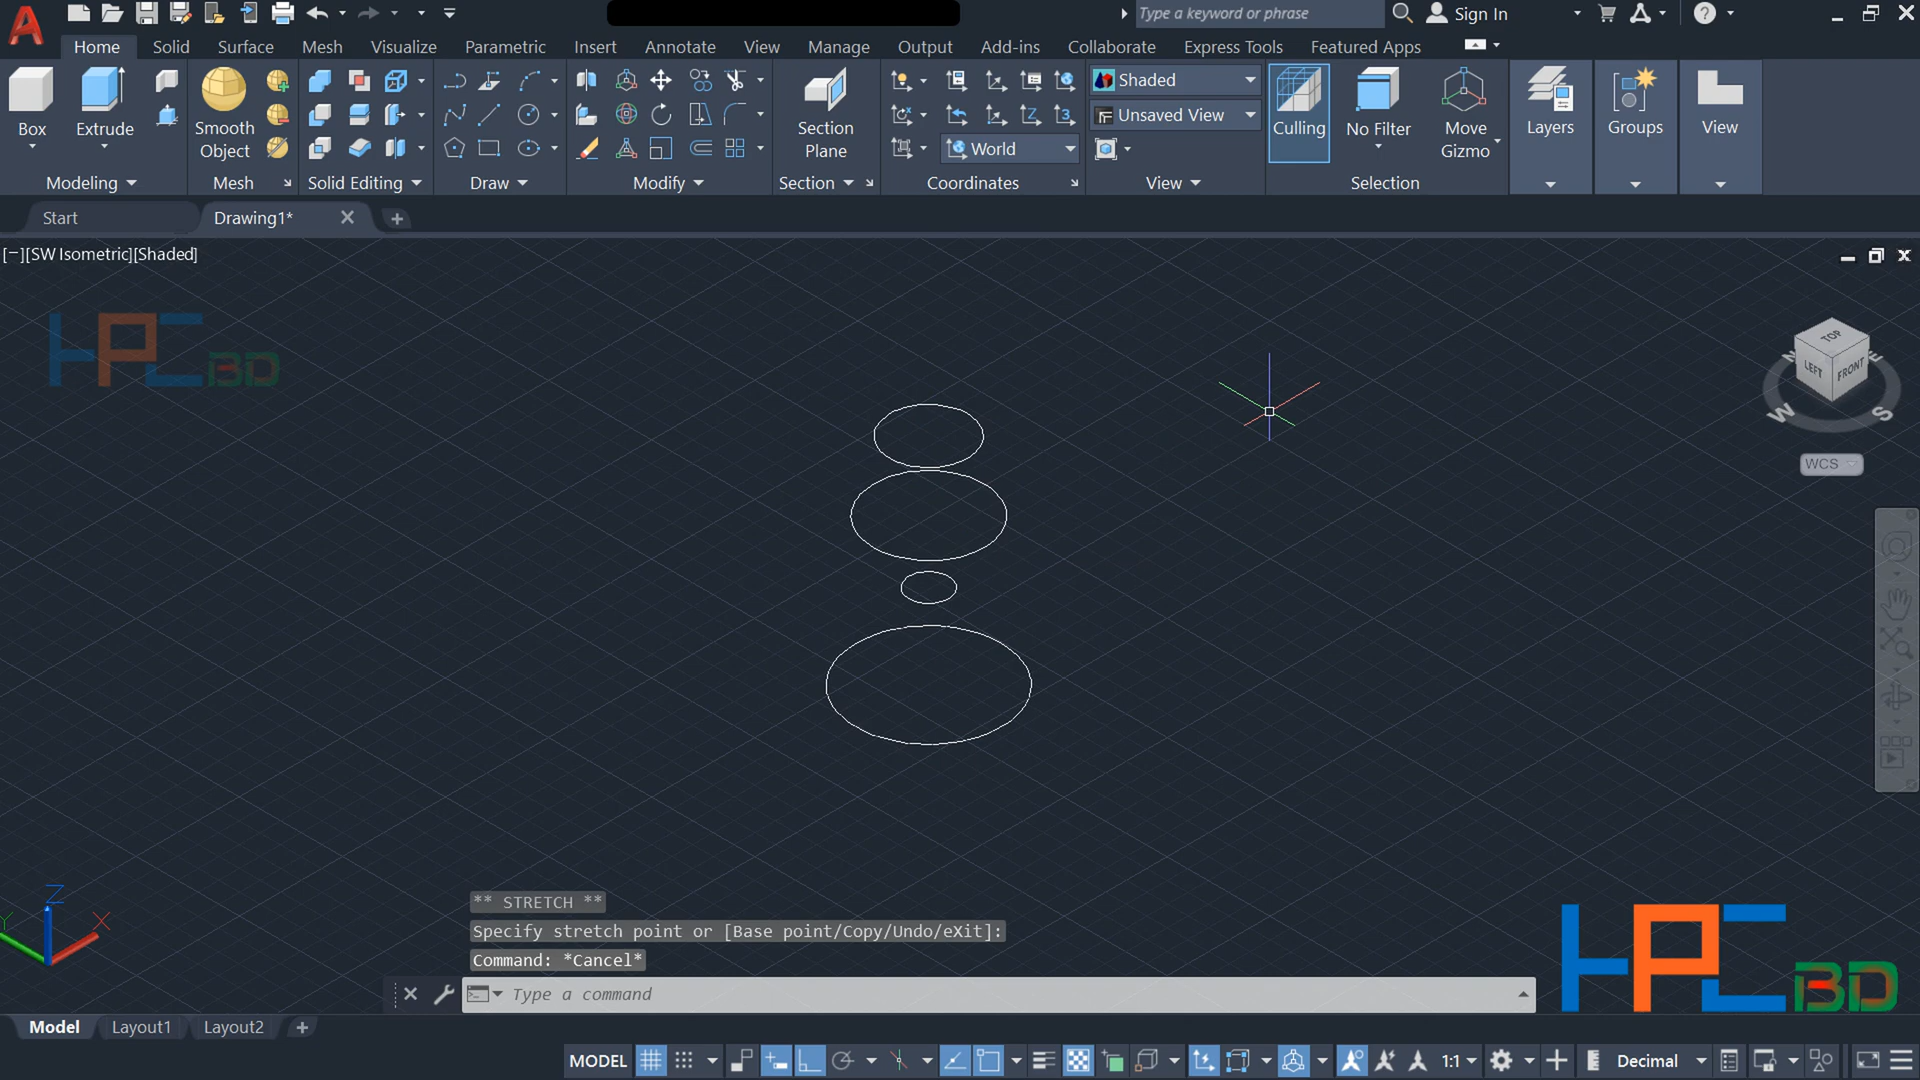 Type a keyword or phrase
Sign In
Home Solid Surface Mesh Visualize Parametric Insert Annotate View Manage Output Add-ins Collaborate Express Tools Featured Apps
Box
Extrude
Smooth
Object
Section
Plane
World
Shaded
Unsaved View
Culling
No Filter
Move
Gizmo
Layers
Groups
View
Modeling Mesh Solid Editing Draw Modify Section Coordinates View Selection
Start Drawing1*
[−][SW Isometric][Shaded]
HPC BD
TOP
LEFT
FRONT
N
E
W
S
WCS
Z
Y
X
** STRETCH **
Specify stretch point or [Base point/Copy/Undo/eXit]:
Command: *Cancel*
Type a command
HPC BD
Model Layout1 Layout2
MODEL 1:1 Decimal